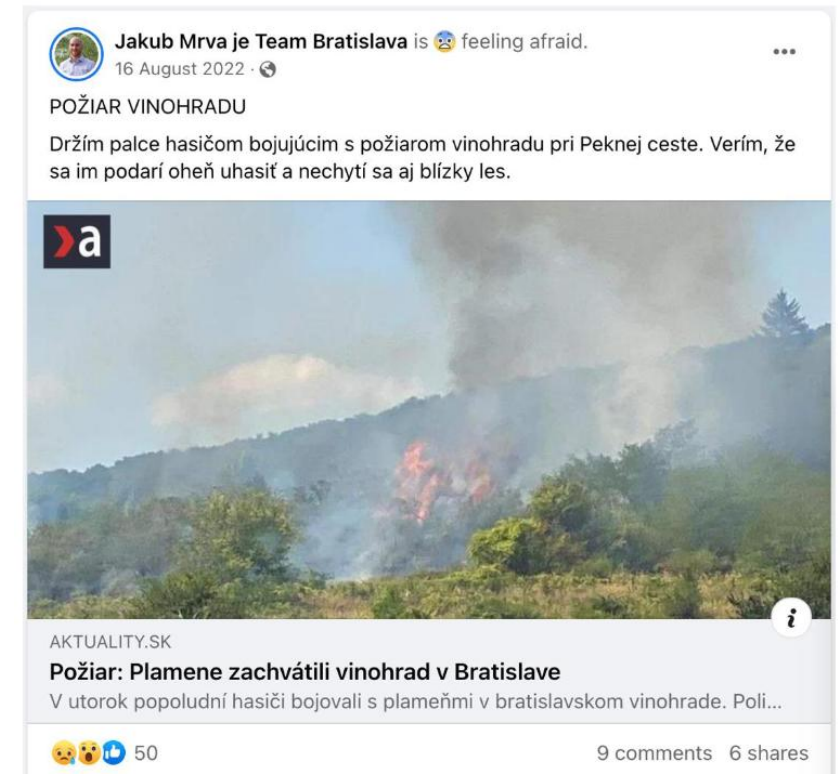 Jakub Mrva je Team Bratislava is 😨 feeling afraid.
16 August 2022 ·
POŽIAR VINOHRADU
Držím palce hasičom bojujúcim s požiarom vinohradu pri Peknej ceste. Verím, že
sa im podarí oheň uhasiť a nechytí sa aj blízky les.
a
i
AKTUALITY.SK
Požiar: Plamene zachvátili vinohrad v Bratislave
V utorok popoludní hasiči bojovali s plameňmi v bratislavskom vinohrade. Poli...
50
9 comments 6 shares